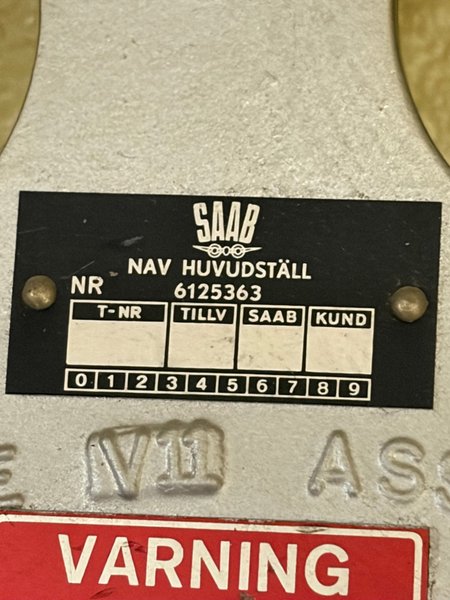 SAAB
NAV HUVUDSTÄLL
NR 6125363
T-NR TILLV SAAB KUND
0 1 2 3 4 5 6 7 8 9
E V11 ASS
VARNING